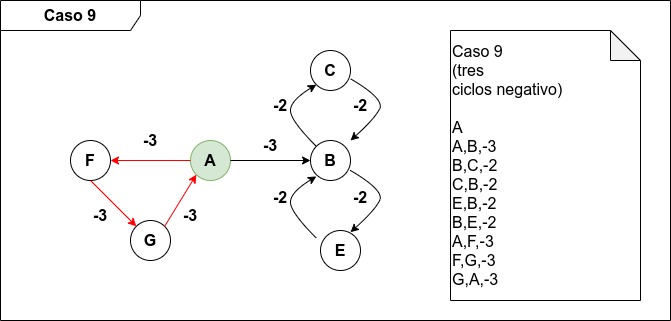 Caso 9
C
-2
-2
-3
-3
F
A
B
-3
-3
-2
-2
G
E
Caso 9
(tres
ciclos negativo)
A
A,B,-3
B,C,-2
C,B,-2
E,B,-2
B,E,-2
A,F,-3
F,G,-3
G,A,-3